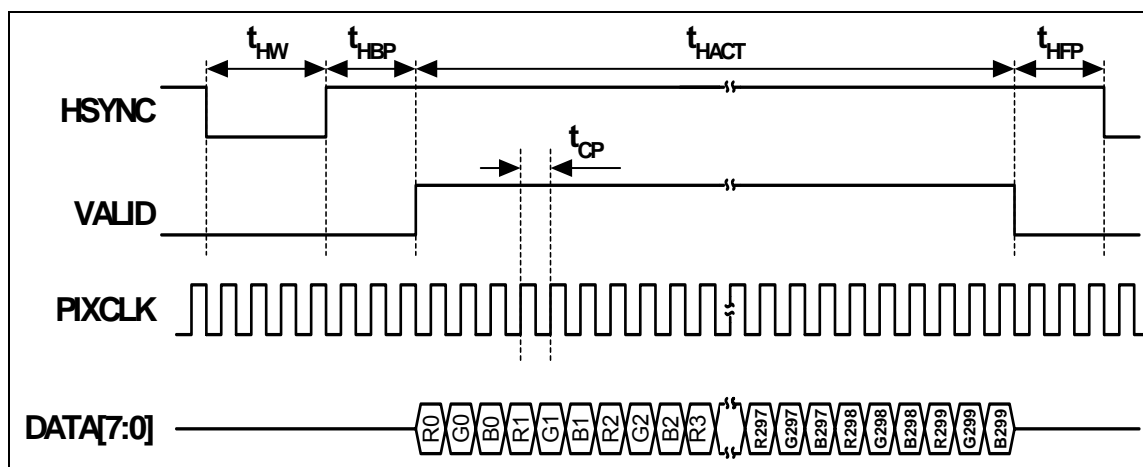 tHW tHBP tHACT tHFP
HSYNC
tCP
VALID
PIXCLK
DATA[7:0] R0 G0 B0 R1 G1 B1 R2 G2 B2 R3 R297 G297 B297 R298 G298 B298 R299 G299 B299